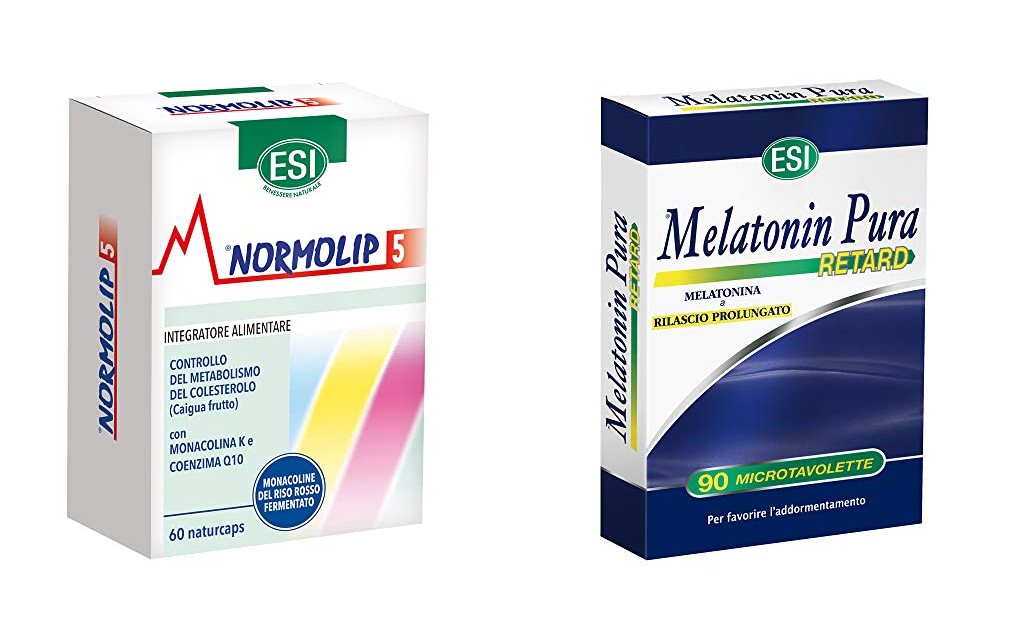 ®NORMOLIP 5
ESI
BENESSERE NATURALE
®NORMOLIP 5
®NORMOLIP 5
INTEGRATORE ALIMENTARE
CONTROLLO
DEL METABOLISMO
DEL COLESTEROLO
(Caigua frutto)
con
MONACOLINA K e
COENZIMA Q10
MONACOLINE
DEL RISO ROSSO
FERMENTATO
60 naturcaps
Melatonin Pura
RETARD
ESI
®Melatonin Pura
RETARD
Melatonin Pura
RETARD
MELATONINA
a
RILASCIO PROLUNGATO
90 MICROTAVOLETTE
Per favorire l'addormentamento